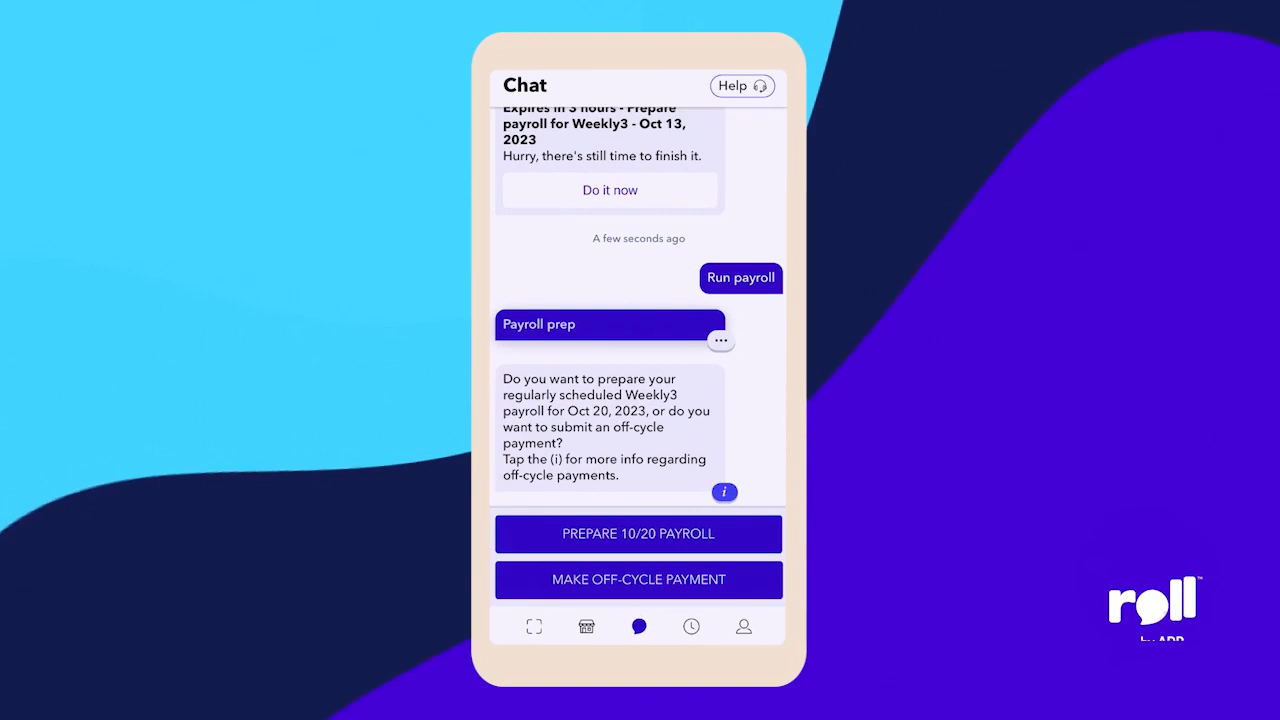 Chat
Help
Expires in 3 hours - Prepare
payroll for Weekly3 - Oct 13,
2023
Hurry, there's still time to finish it.
Do it now
A few seconds ago
Run payroll
Payroll prep
Do you want to prepare your
regularly scheduled Weekly3
payroll for Oct 20, 2023, or do you
want to submit an off-cycle
payment?
Tap the (i) for more info regarding
off-cycle payments.
i
PREPARE 10/20 PAYROLL
MAKE OFF-CYCLE PAYMENT
roll™
by ADP